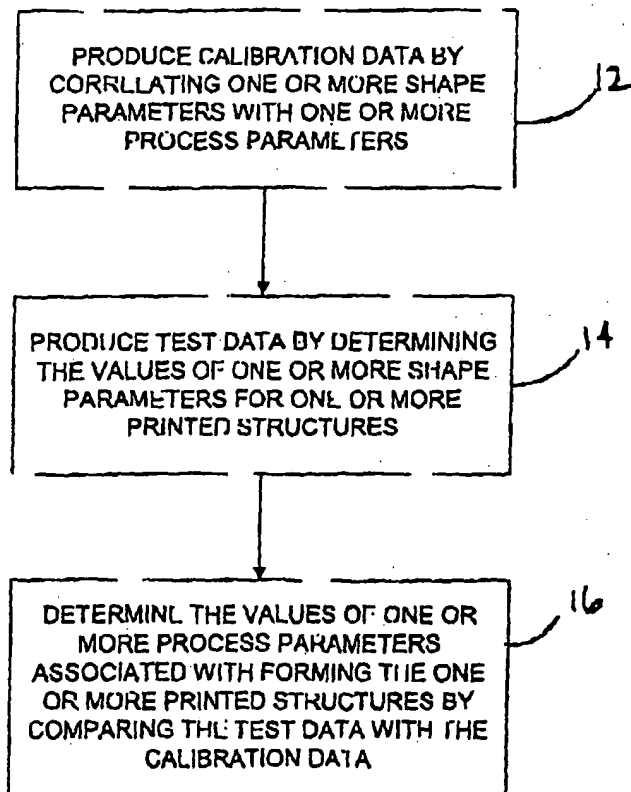 PRODUCE CALIBRATION DATA BY
CORRELATING ONE OR MORE SHAPE
PARAMETERS WITH ONE OR MORE
PROCESS PARAMETERS
12
PRODUCE TEST DATA BY DETERMINING
THE VALUES OF ONE OR MORE SHAPE
PARAMETERS FOR ONE OR MORE
PRINTED STRUCTURES
14
DETERMINE THE VALUES OF ONE OR
MORE PROCESS PARAMETERS
ASSOCIATED WITH FORMING THE ONE
OR MORE PRINTED STRUCTURES BY
COMPARING THE TEST DATA WITH THE
CALIBRATION DATA
16